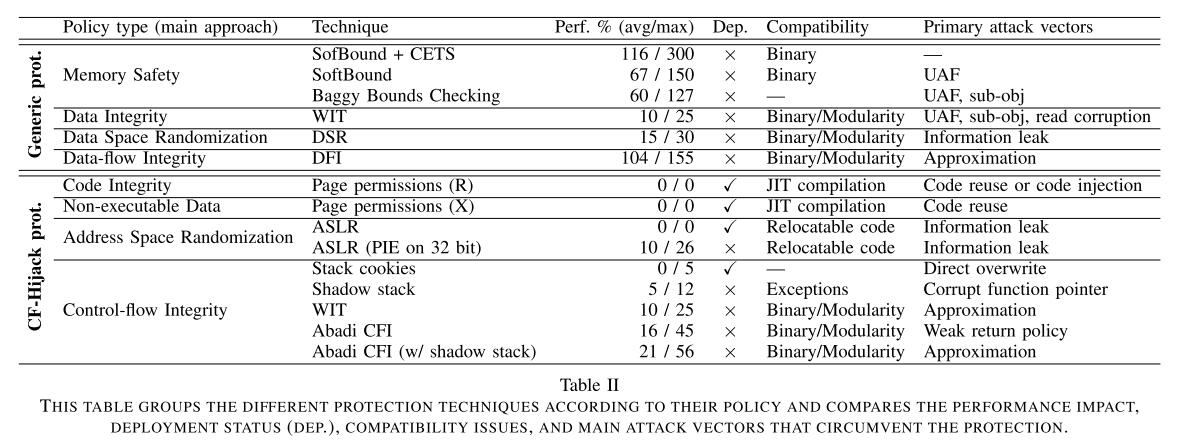 Policy type (main approach) Technique Perf. % (avg/max) Dep. Compatibility Primary attack vectors
Generic prot.
SofBound + CETS 116 / 300 × Binary —
Memory Safety SoftBound 67 / 150 × Binary UAF
Baggy Bounds Checking 60 / 127 × — UAF, sub-obj
Data Integrity WIT 10 / 25 × Binary/Modularity UAF, sub-obj, read corruption
Data Space Randomization DSR 15 / 30 × Binary/Modularity Information leak
Data-flow Integrity DFI 104 / 155 × Binary/Modularity Approximation
CF-Hijack prot.
Code Integrity Page permissions (R) 0 / 0 ✓ JIT compilation Code reuse or code injection
Non-executable Data Page permissions (X) 0 / 0 ✓ JIT compilation Code reuse
Address Space Randomization ASLR 0 / 0 ✓ Relocatable code Information leak
ASLR (PIE on 32 bit) 10 / 26 × Relocatable code Information leak
Stack cookies 0 / 5 ✓ — Direct overwrite
Shadow stack 5 / 12 × Exceptions Corrupt function pointer
Control-flow Integrity WIT 10 / 25 × Binary/Modularity Approximation
Abadi CFI 16 / 45 × Binary/Modularity Weak return policy
Abadi CFI (w/ shadow stack) 21 / 56 × Binary/Modularity Approximation
Table II
THIS TABLE GROUPS THE DIFFERENT PROTECTION TECHNIQUES ACCORDING TO THEIR POLICY AND COMPARES THE PERFORMANCE IMPACT,
DEPLOYMENT STATUS (DEP.), COMPATIBILITY ISSUES, AND MAIN ATTACK VECTORS THAT CIRCUMVENT THE PROTECTION.